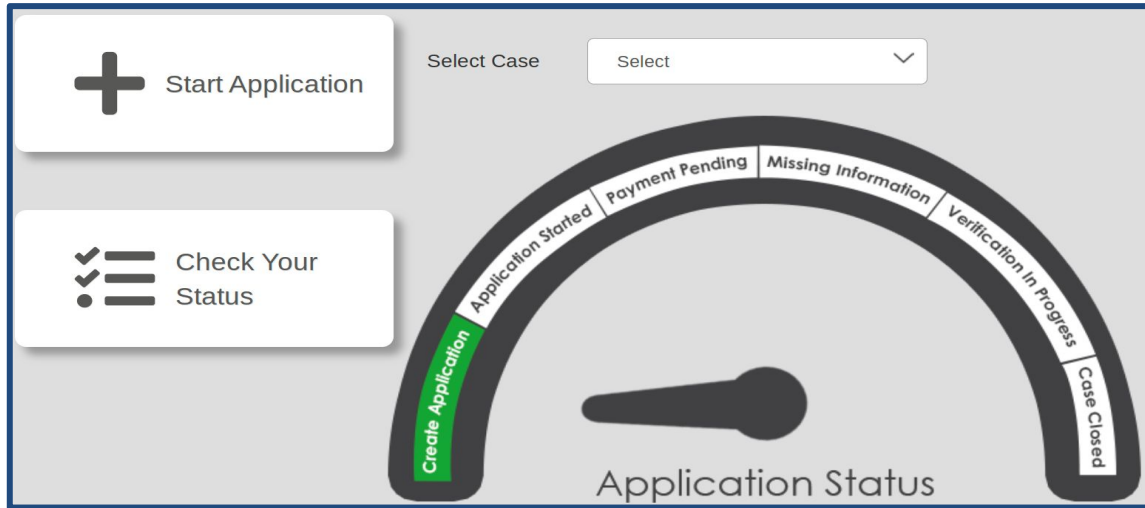 Start Application
Select Case
Select
Check Your
Status
Create Application
Application Started
Payment Pending
Missing Information
Verification In Progress
Case Closed
Application Status